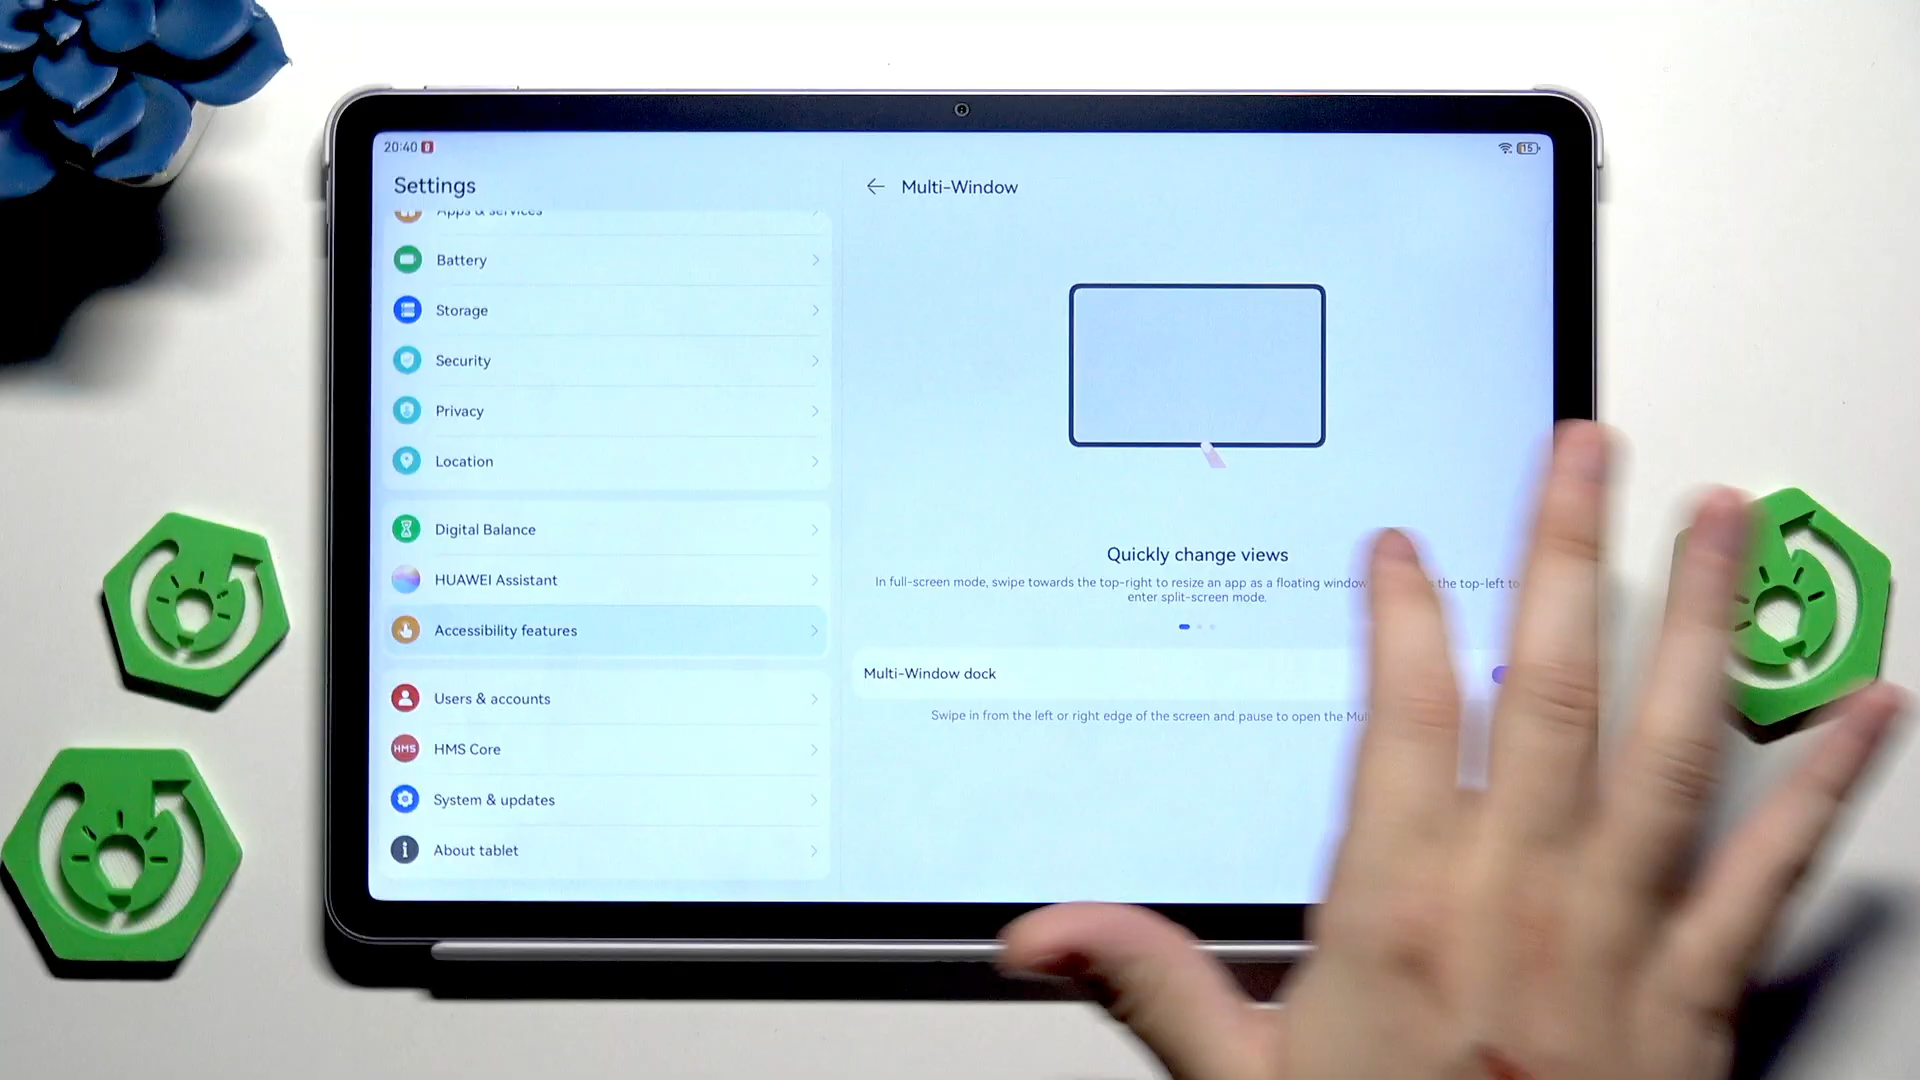 20:40
15
Settings
Apps & services
Battery
Storage
Security
Privacy
Location
Digital Balance
HUAWEI Assistant
Accessibility features
Users & accounts
HMS
HMS Core
System & updates
About tablet
Multi-Window
Quickly change views
In full-screen mode, swipe towards the top-right to resize an app as a floating window the top-left to
enter split-screen mode.
Multi-Window dock
Swipe in from the left or right edge of the screen and pause to open the